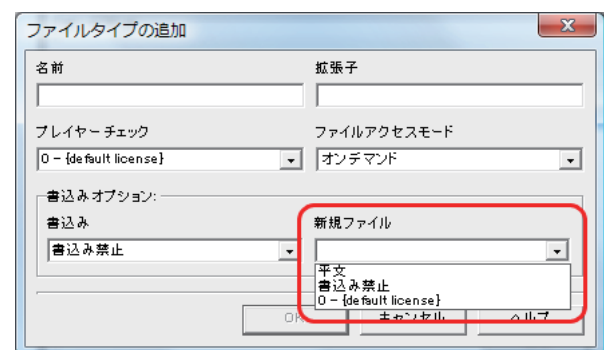 ファイルタイプの追加
名前
拡張子
プレイヤーチェック
ファイルアクセスモード
0 - {default license}
オンデマンド
書込みオプション:
書込み
新規ファイル
書込み禁止
平文
書込み禁止
0 - {default license}
OK
キャンセル
ヘルプ